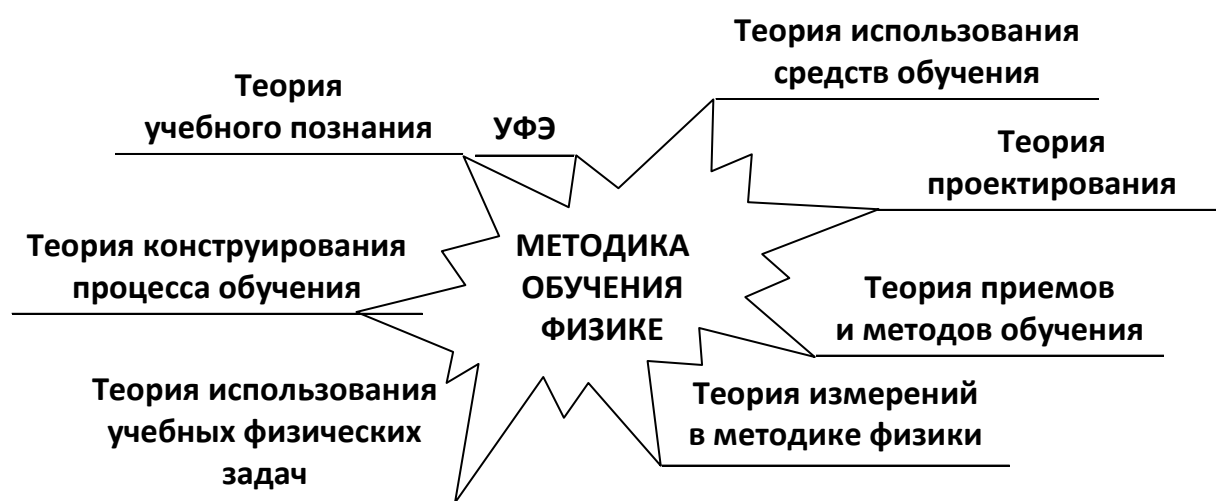 Теория использования
средств обучения
Теория
учебного познания
УФЭ
Теория
проектирования
МЕТОДИКА
ОБУЧЕНИЯ
ФИЗИКЕ
Теория конструирования
процесса обучения
Теория приемов
и методов обучения
Теория использования
учебных физических
задач
Теория измерений
в методике физики